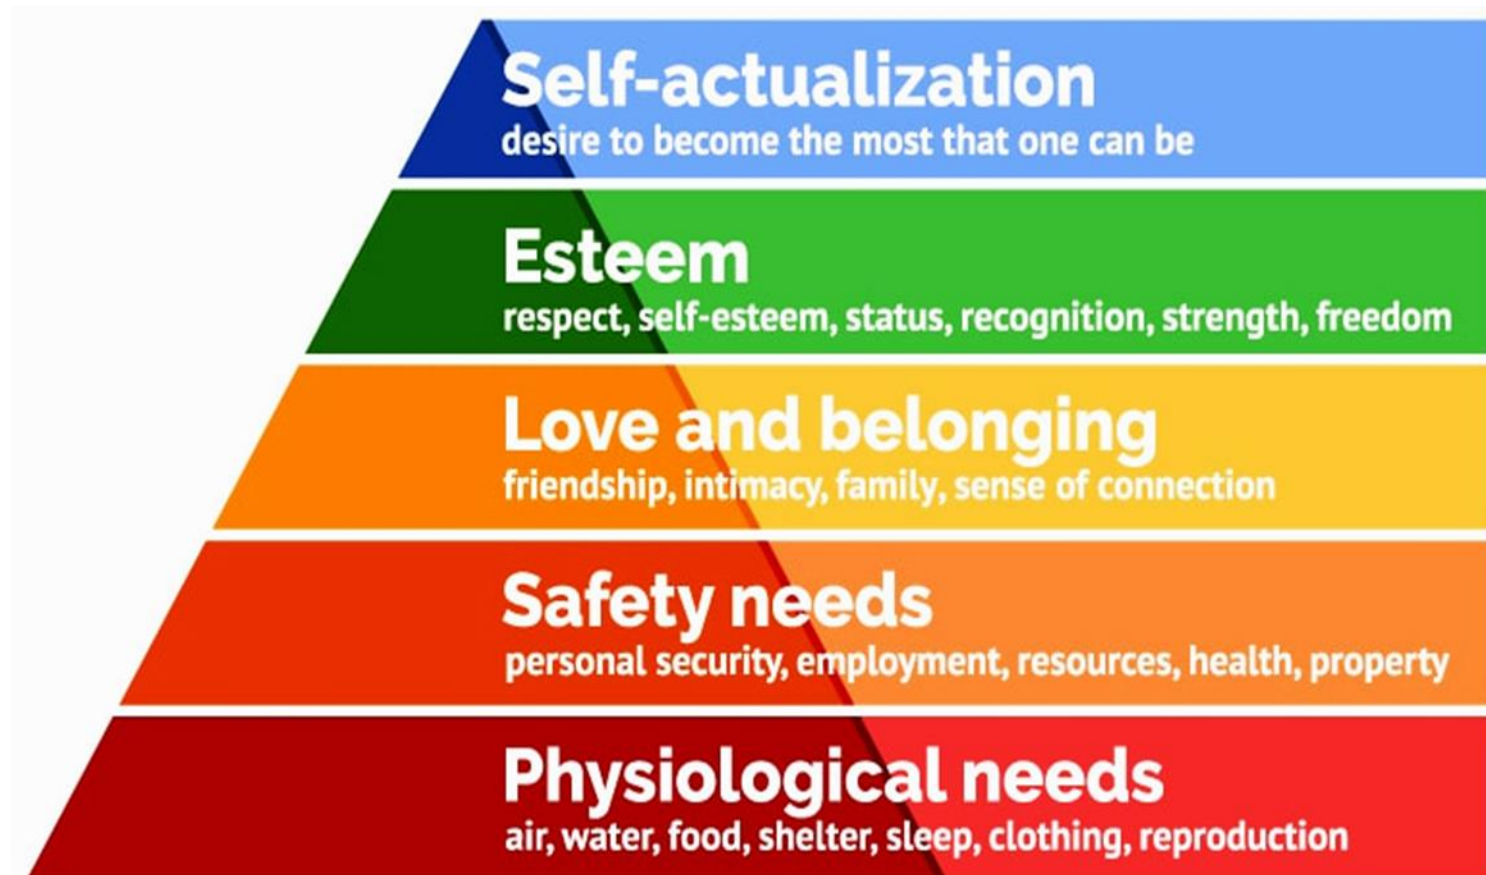 Self-actualization
desire to become the most that one can be
Esteem
respect, self-esteem, status, recognition, strength, freedom
Love and belonging
friendship, intimacy, family, sense of connection
Safety needs
personal security, employment, resources, health, property
Physiological needs
air, water, food, shelter, sleep, clothing, reproduction